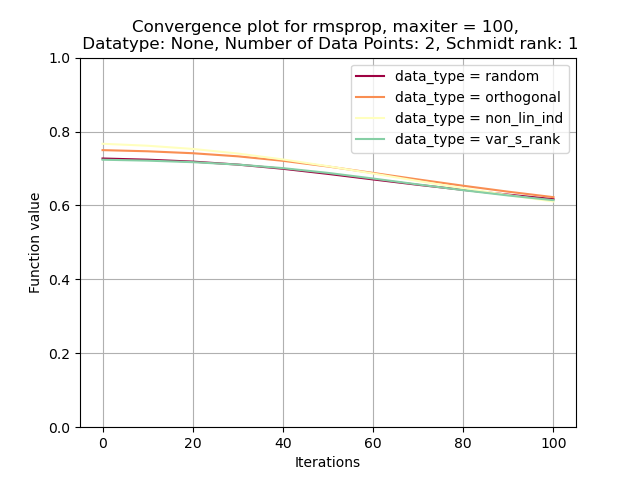 Convergence plot for rmsprop, maxiter = 100,
Datatype: None, Number of Data Points: 2, Schmidt rank: 1
data_type = random
data_type = orthogonal
data_type = non_lin_ind
data_type = var_s_rank
1.0
0.8
0.6
0.4
0.2
0.0
Function value
0 20 40 60 80 100
Iterations